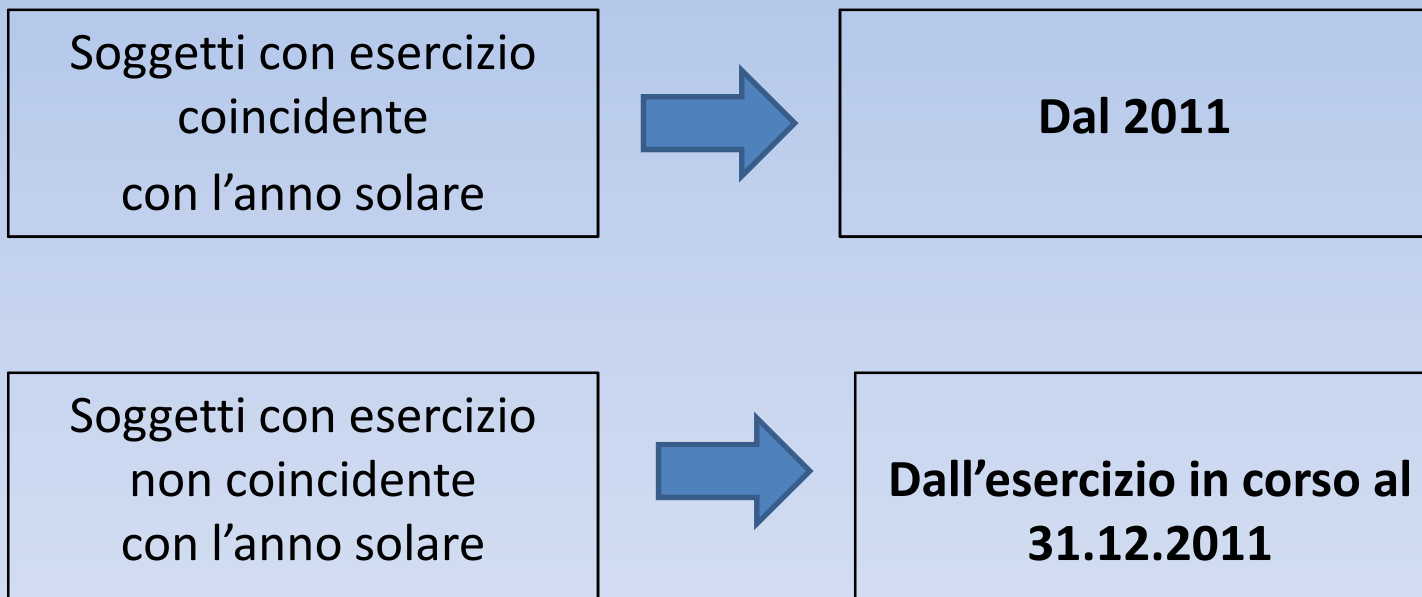 Soggetti con esercizio
coincidente
con l’anno solare
Dal 2011
Soggetti con esercizio
non coincidente
con l’anno solare
Dall’esercizio in corso al
31.12.2011